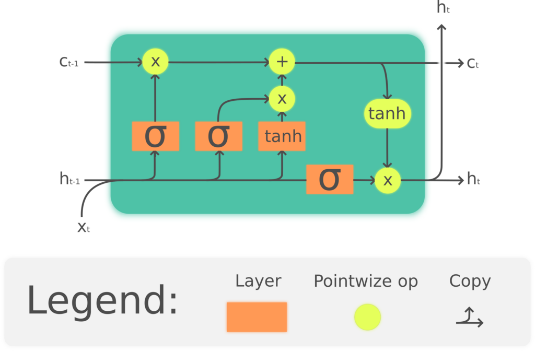 hₜ
cₜ₋₁ x + cₜ
x
tanh
σ σ tanh
hₜ₋₁ σ x hₜ
xₜ
Legend:
Layer Pointwize op Copy